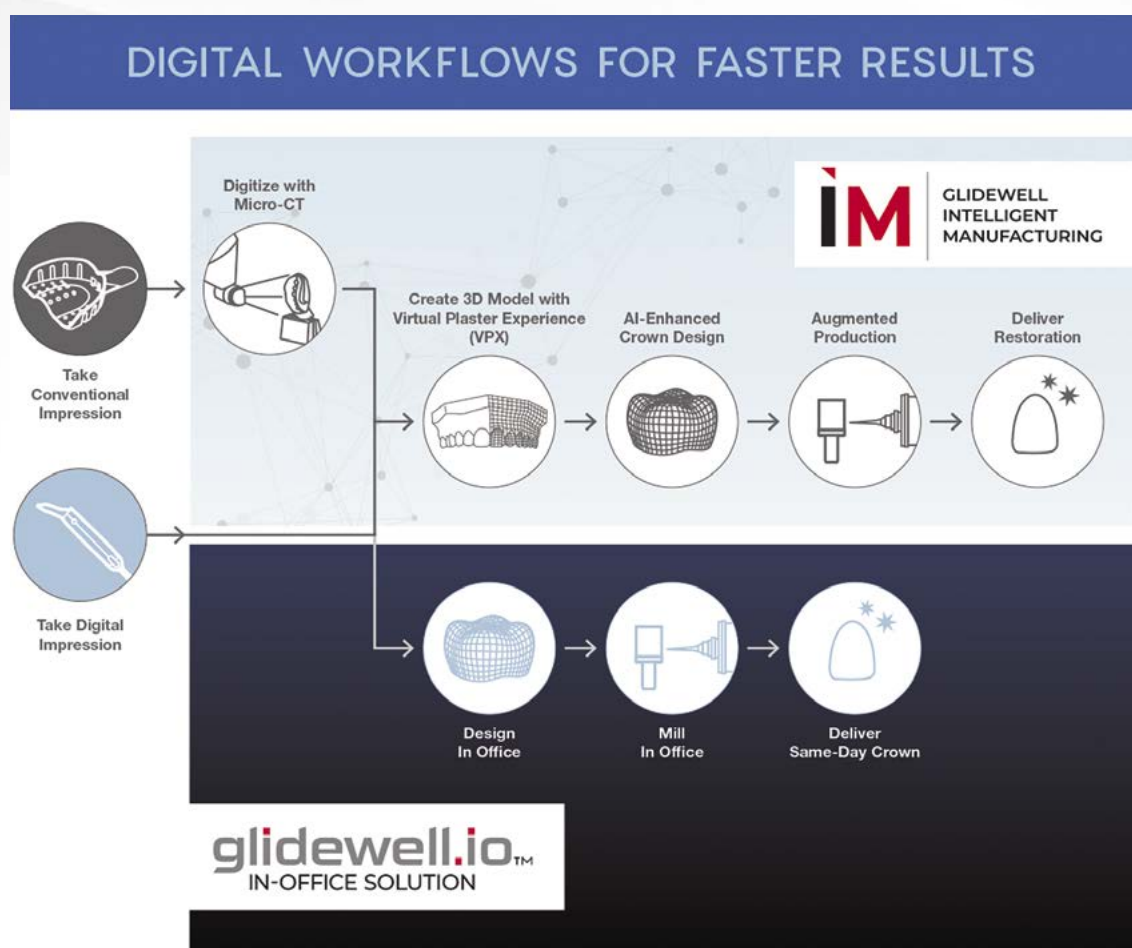 DIGITAL WORKFLOWS FOR FASTER RESULTS
Digitize with
Micro-CT
IM
GLIDEWELL
INTELLIGENT
MANUFACTURING
Take
Conventional
Impression
Create 3D Model with
Virtual Plaster Experience
(VPX)
AI-Enhanced
Crown Design
Augmented
Production
Deliver
Restoration
Take Digital
Impression
Design
In Office
Mill
In Office
Deliver
Same-Day Crown
glidewell.io™
IN-OFFICE SOLUTION